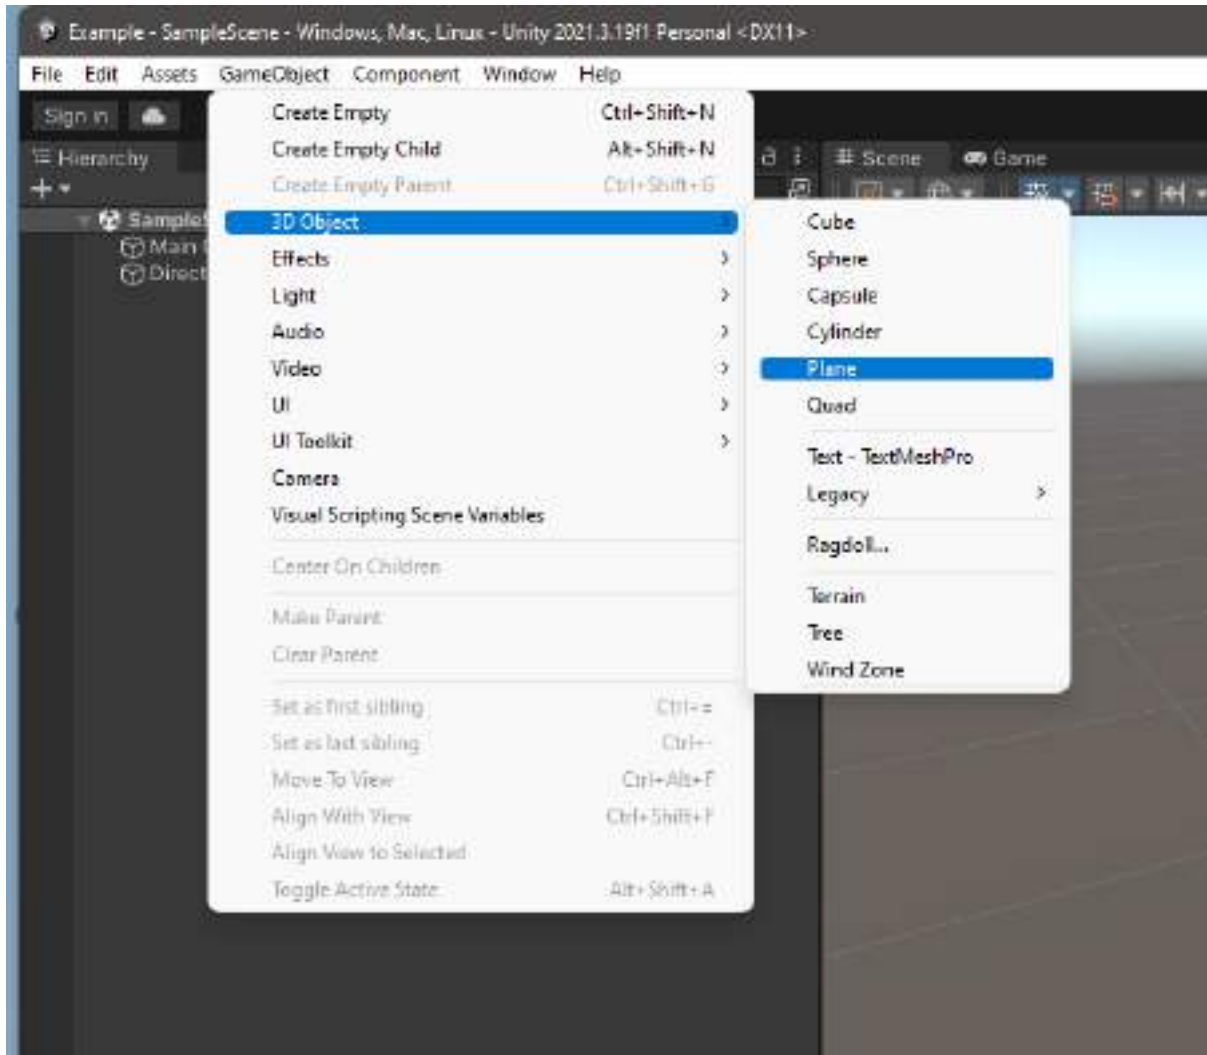 Example - SampleScene - Windows, Mac, Linux - Unity 2021.3.19f1 Personal <DX11>
File Edit Assets GameObject Component Window Help
Sign in
Hierarchy
Scene Game
SampleS
Main
Direct
Create Empty Ctrl+Shift+N
Create Empty Child Alt+Shift+N
Create Empty Parent Ctrl+Shift+G
3D Object
Effects
Light
Audio
Video
UI
UI Toolkit
Camera
Visual Scripting Scene Variables
Center On Children
Make Parent
Clear Parent
Set as first sibling Ctrl+=
Set as last sibling Ctrl+-
Move To View Ctrl+Alt+F
Align With View Ctrl+Shift+F
Align View to Selected
Toggle Active State Alt+Shift+A
Cube
Sphere
Capsule
Cylinder
Plane
Quad
Text - TextMeshPro
Legacy
Ragdoll...
Terrain
Tree
Wind Zone